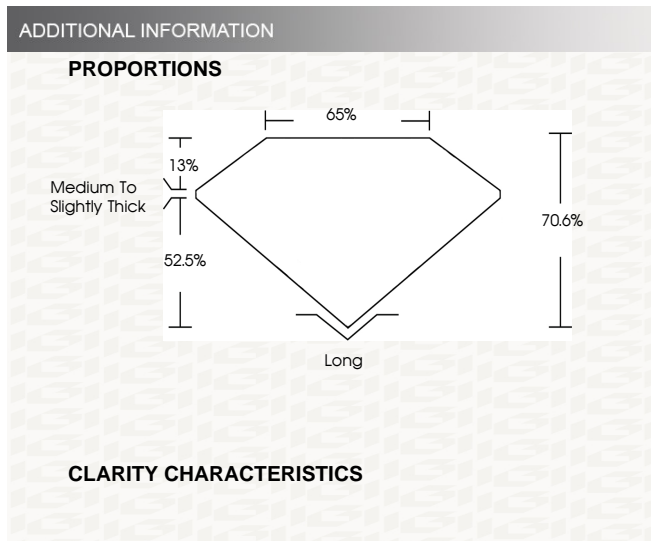 ADDITIONAL INFORMATION
PROPORTIONS
65%
13%
Medium To
Slightly Thick
70.6%
52.5%
Long
CLARITY CHARACTERISTICS